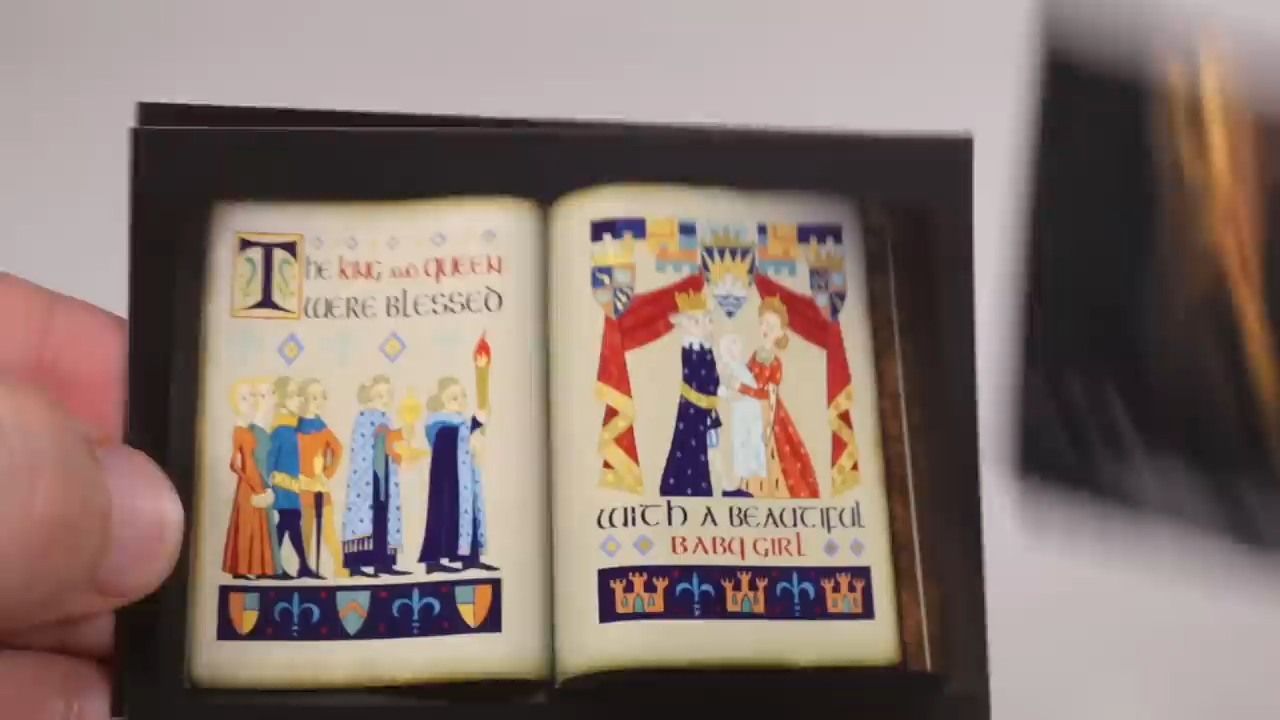 The KING AND QUEEN
WERE BLESSED
WITH A BEAUTIFUL
BABY GIRL